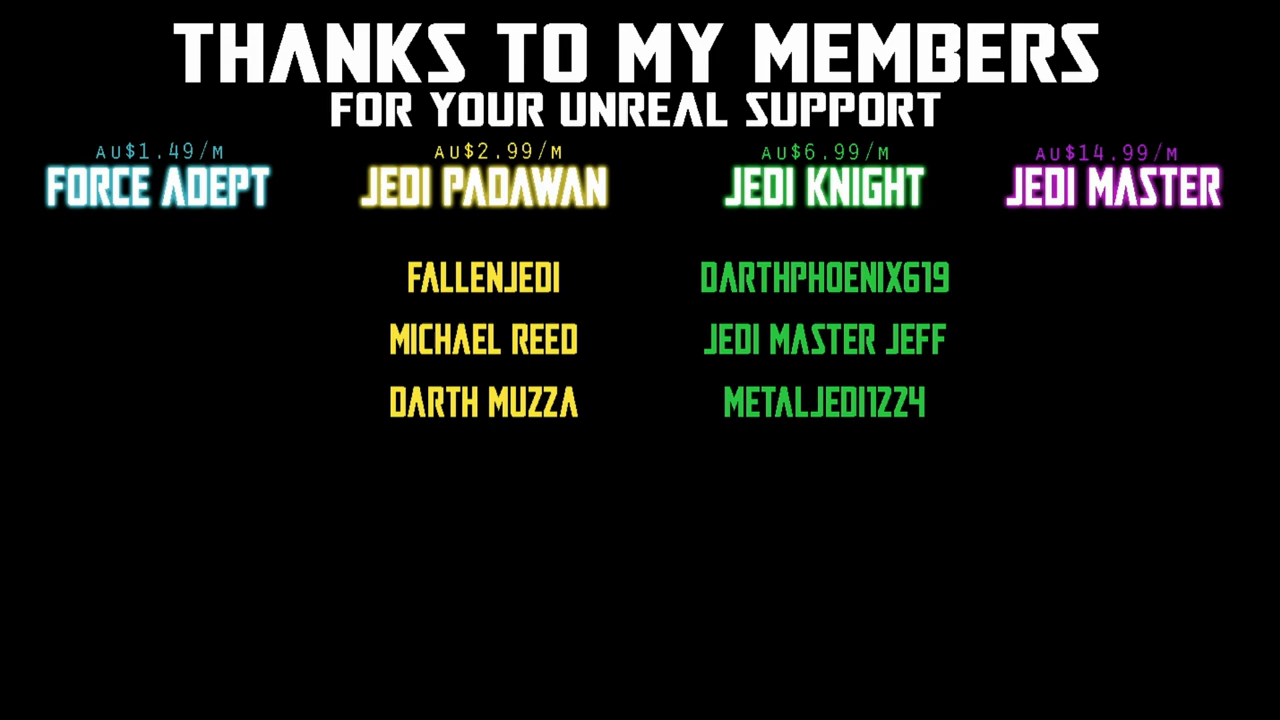 THANKS TO MY MEMBERS
FOR YOUR UNREAL SUPPORT
AU$1.49/M AU$2.99/M AU$6.99/M AU$14.99/M
FORCE ADEPT JEDI PADAWAN JEDI KNIGHT JEDI MASTER
FALLENJEDI DARTHPHOENIX619
MICHAEL REED JEDI MASTER JEFF
DARTH MUZZA METALJEDI1224